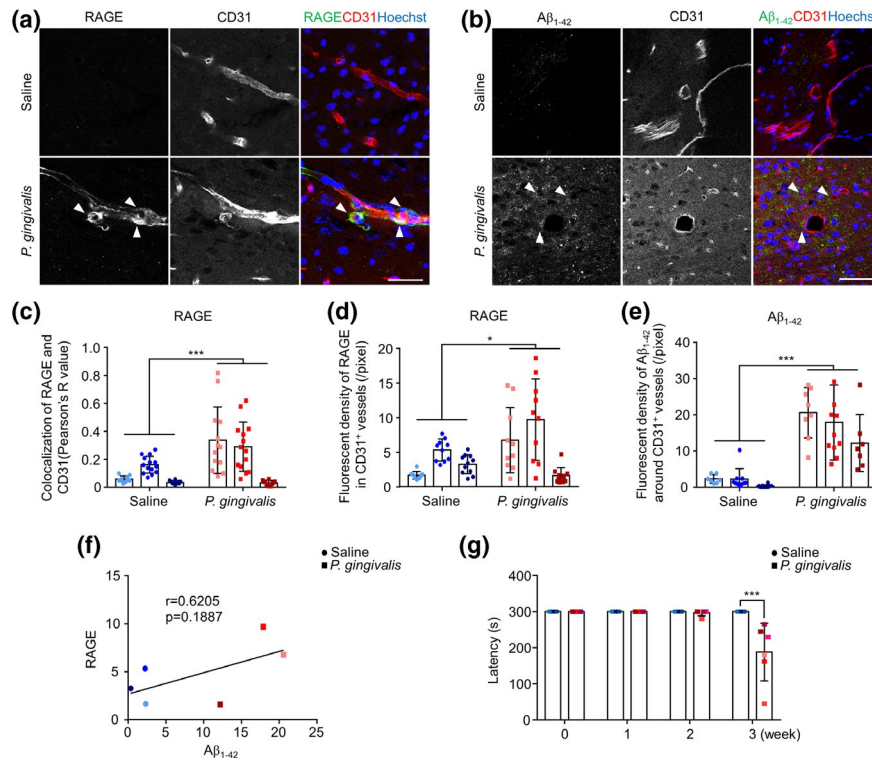 (a) RAGE CD31 RAGECD31Hoechst
Saline
P. gingivalis
(b) Aβ1-42 CD31 Aβ1-42CD31Hoechst
Saline
P. gingivalis
(c) RAGE
Colocalization of RAGE and
CD31(Pearson's R value)
1.0
0.8
0.6
0.4
0.2
0.0
***
Saline P. gingivalis
(d) RAGE
Fluorescent density of RAGE
in CD31+ vessels (/pixel)
20
15
10
5
0
*
Saline P. gingivalis
(e) Aβ1-42
Fluorescent density of Aβ1-42
around CD31+ vessels (/pixel)
40
30
20
10
0
***
Saline P. gingivalis
(f)
Saline
P. gingivalis
r=0.6205
p=0.1887
RAGE
15
10
5
0
0 5 10 15 20 25
Aβ1-42
(g)
Saline
P. gingivalis
Latency (s)
400
300
200
100
0
***
0 1 2 3 (week)